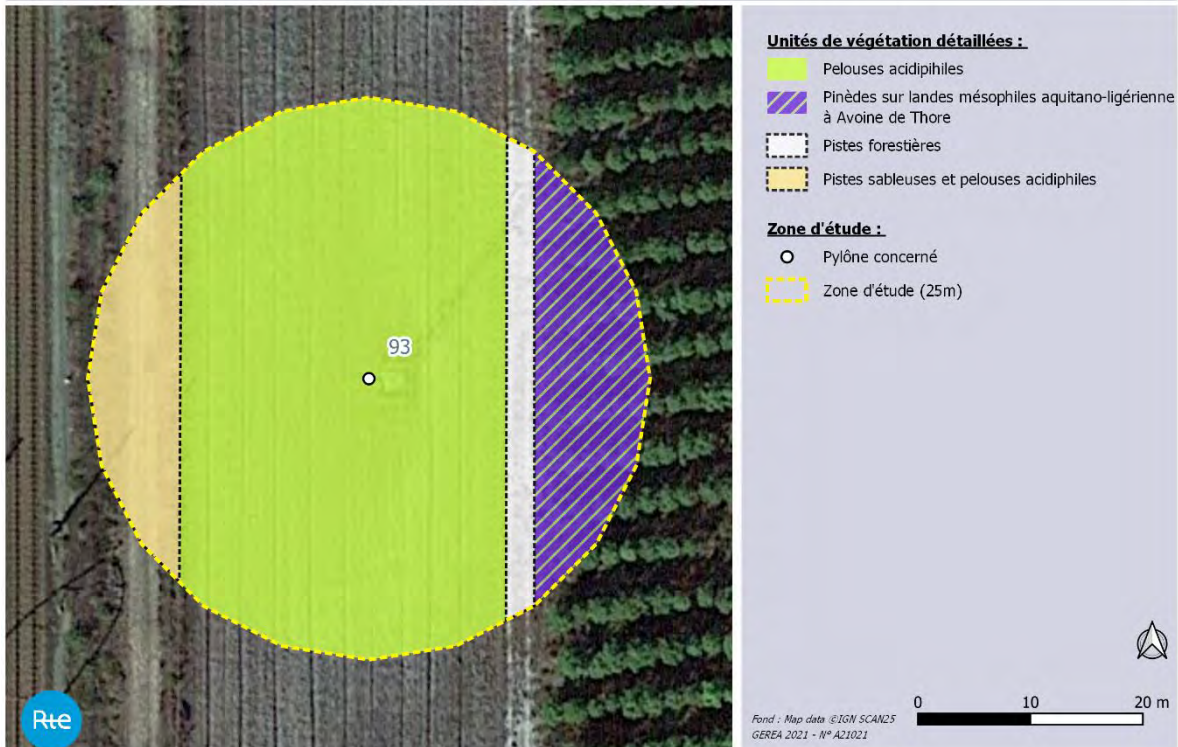 93
Rte
Unités de végétation détaillées :
Pelouses acidipihiles
Pinèdes sur landes mésophiles aquitano-ligérienne
à Avoine de Thore
Pistes forestières
Pistes sableuses et pelouses acidiphiles
Zone d'étude :
Pylône concerné
Zone d'étude (25m)
0 10 20 m
Fond : Map data ©IGN SCAN25
GEREA 2021 - N° A21021